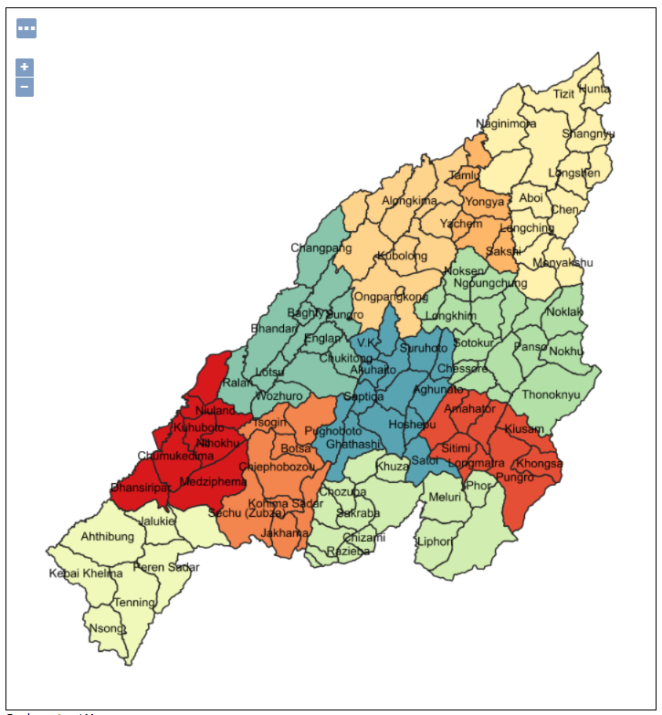 +
−
Tizit
Hunta
Naginimora
Shangnyu
Tamlu
Longshen
Alongkima
Yongya
Aboi
Chen
Yachem
Longching
Changpang
Kubolong
Sakshi
Monyakshu
Noksen
Ngoungchung
Ongpangkong
Baghty
Sungro
Longkhim
Noklak
Bhandari
Englan
V.K.
Suruhoto
Sotokur
Panso
Nokhu
Chukitong
Akuhaito
Chessore
Ralan
Lotsu
Wozhuro
Saptiqa
Aghunato
Thonoknyu
Niuland
Amahator
Kuhuboto
Tsogin
Pughoboto
Hoshepu
Kiusam
Nihokhu
Ghathashi
Botsa
Sitimi
Chumukedima
Chiephobozou
Khuza
Satoi
Longmatra
Khongsa
Dhansiripar
Medziphema
Pungro
Phor
Chozuba
Meluri
Kohima Sadar
Sechu (Zubza)
Sakraba
Jalukie
Ahthibung
Jakhama
Chizami
Liphori
Razieba
Kebai Khelma
Peren Sadar
Tenning
Nsong